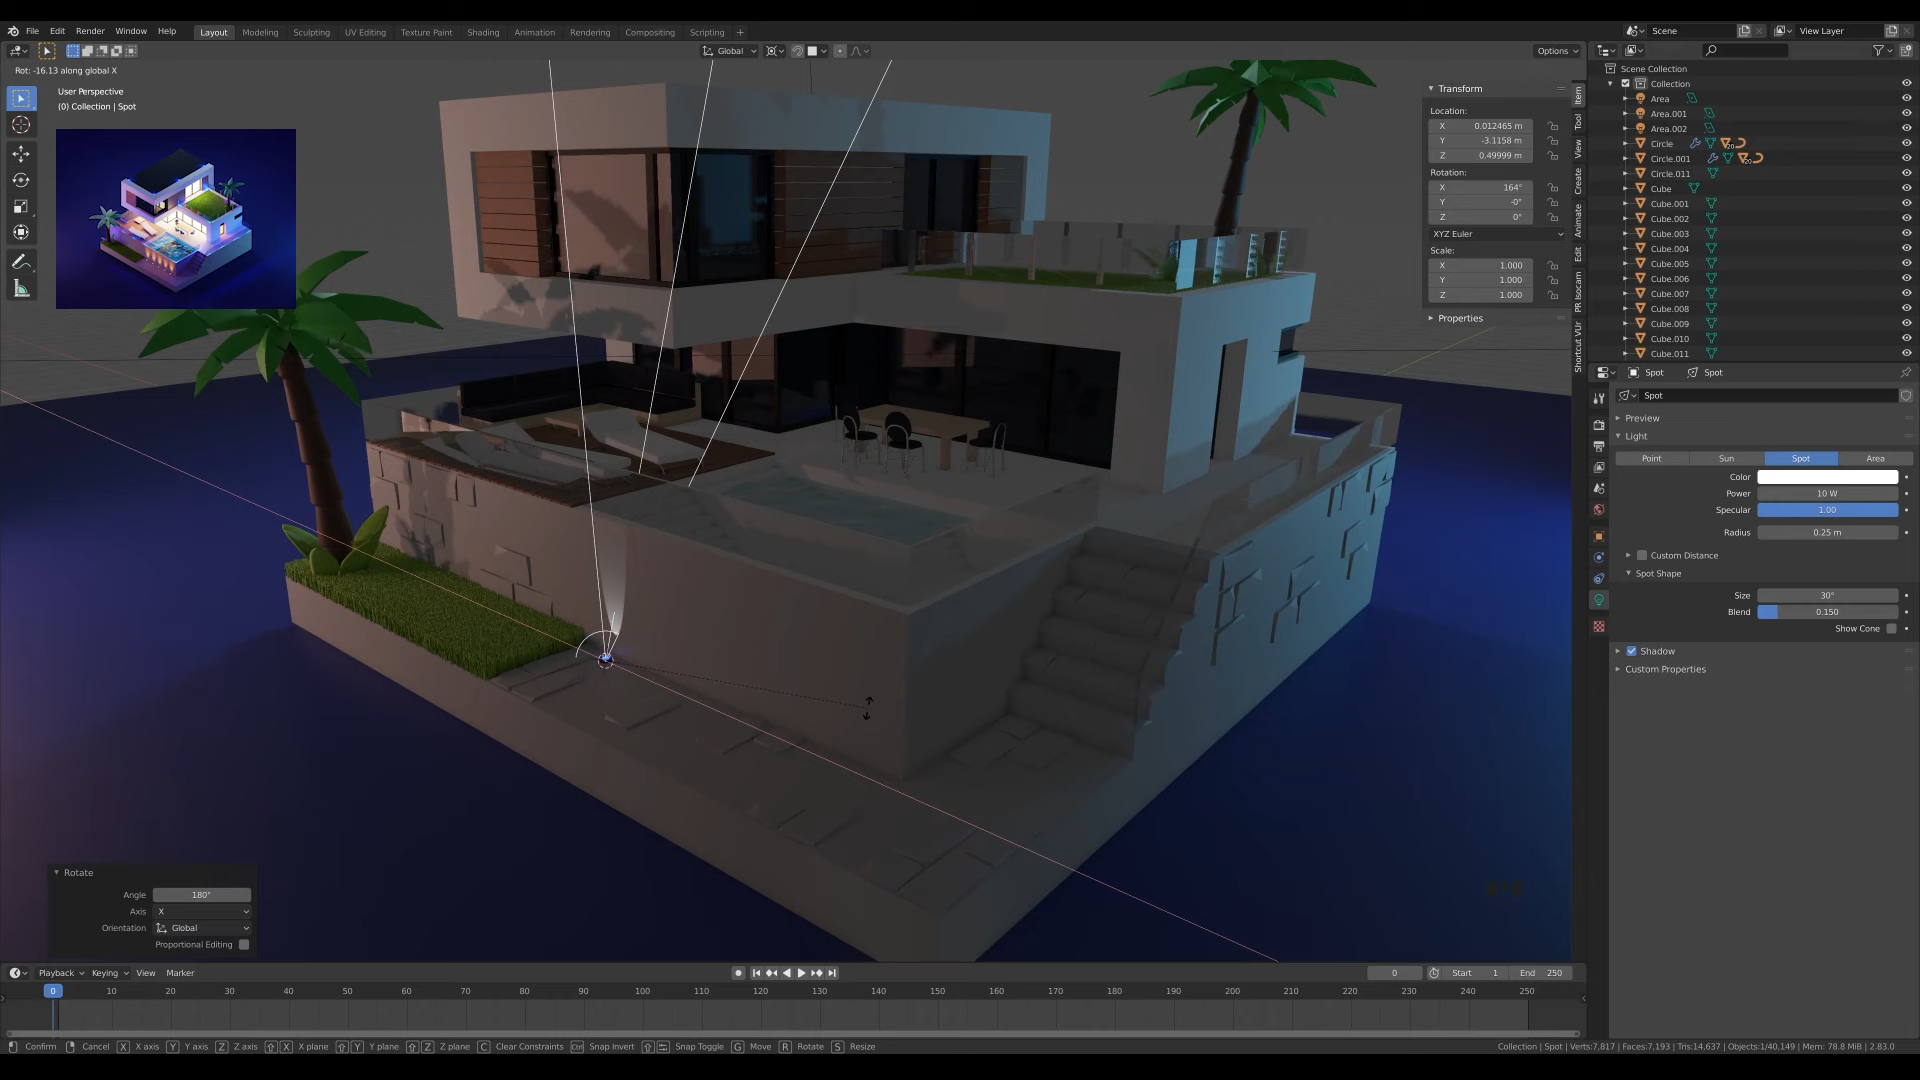 File Edit Render Window Help Layout Modeling Sculpting UV Editing Texture Paint Shading Animation Rendering Compositing Scripting + Scene View Layer
Global Options
Rot: -16.13 along global X
User Perspective
(0) Collection | Spot
Transform
Location:
X 0.012465 m
Y -3.1158 m
Z 0.49999 m
Rotation:
X 164°
Y -0°
Z 0°
XYZ Euler
Scale:
X 1.000
Y 1.000
Z 1.000
Properties
Item
Tool
View
Create
Animate
Edit
PR Isocam
Shortcut VUr
Scene Collection
Collection
Area
Area.001
Area.002
Circle
Circle.001
Circle.011
Cube
Cube.001
Cube.002
Cube.003
Cube.004
Cube.005
Cube.006
Cube.007
Cube.008
Cube.009
Cube.010
Cube.011
Spot Spot
Spot
Preview
Light
Point Sun Spot Area
Color
Power 10 W
Specular 1.00
Radius 0.25 m
Custom Distance
Spot Shape
Size 30°
Blend 0.150
Show Cone
Shadow
Custom Properties
Rotate
Angle 180°
Axis X
Orientation Global
Proportional Editing
Playback Keying View Marker 0 Start 1 End 250
0 10 20 30 40 50 60 70 80 90 100 110 120 130 140 150 160 170 180 190 200 210 220 230 240 250
Confirm Cancel X X axis Y Y axis Z Z axis X X plane Y Y plane Z Z plane C Clear Constraints Ctrl Snap Invert Snap Toggle G Move R Rotate S Resize Collection | Spot | Verts:7,817 | Faces:7,193 | Tris:14,637 | Objects:1/40,149 | Mem: 78.8 MiB | 2.83.0